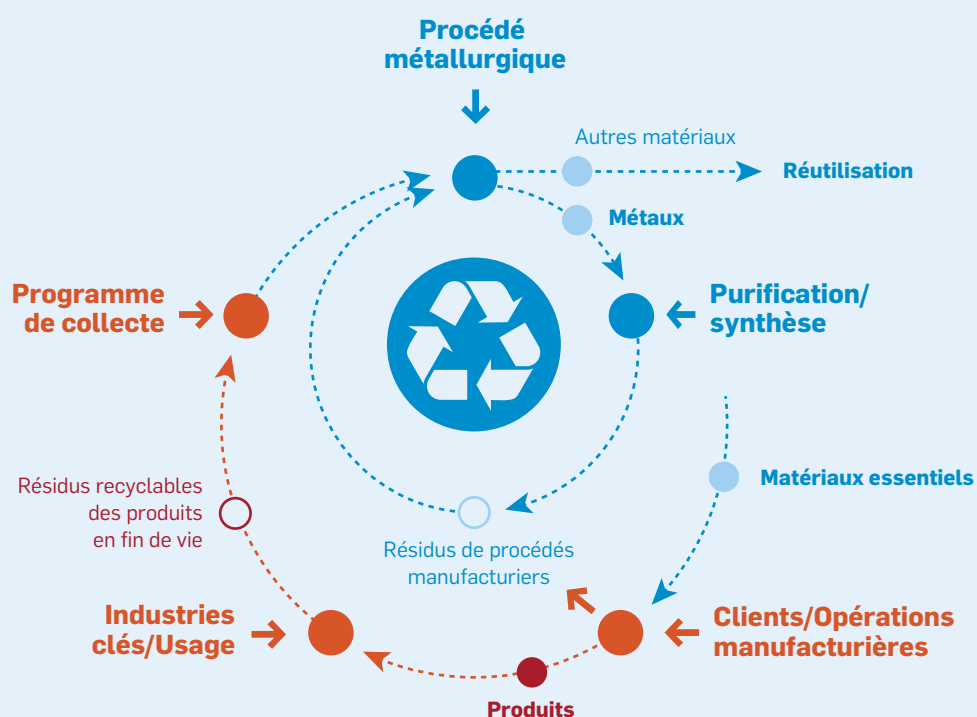 Procédé
métallurgique
Autres matériaux
Réutilisation
Métaux
Programme
de collecte
Purification/
synthèse
Matériaux essentiels
Résidus recyclables
des produits
en fin de vie
Résidus de procédés
manufacturiers
Industries
clés/Usage
Clients/Opérations
manufacturières
Produits